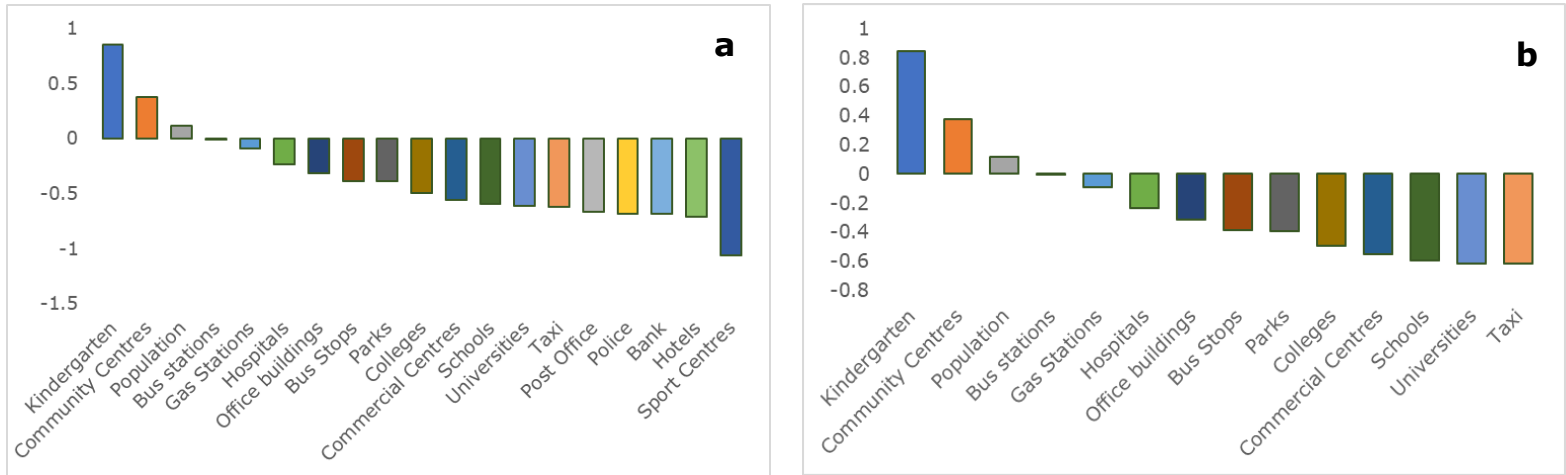 a
1
0.5
0
-0.5
-1
-1.5
Kindergarten
Community Centres
Population
Bus stations
Gas Stations
Hospitals
Office buildings
Bus Stops
Parks
Colleges
Commercial Centres
Schools
Universities
Taxi
Post Office
Police
Bank
Hotels
Sport Centres
b
1
0.8
0.6
0.4
0.2
0
-0.2
-0.4
-0.6
-0.8
Kindergarten
Community Centres
Population
Bus stations
Gas Stations
Hospitals
Office buildings
Bus Stops
Parks
Colleges
Commercial Centres
Schools
Universities
Taxi